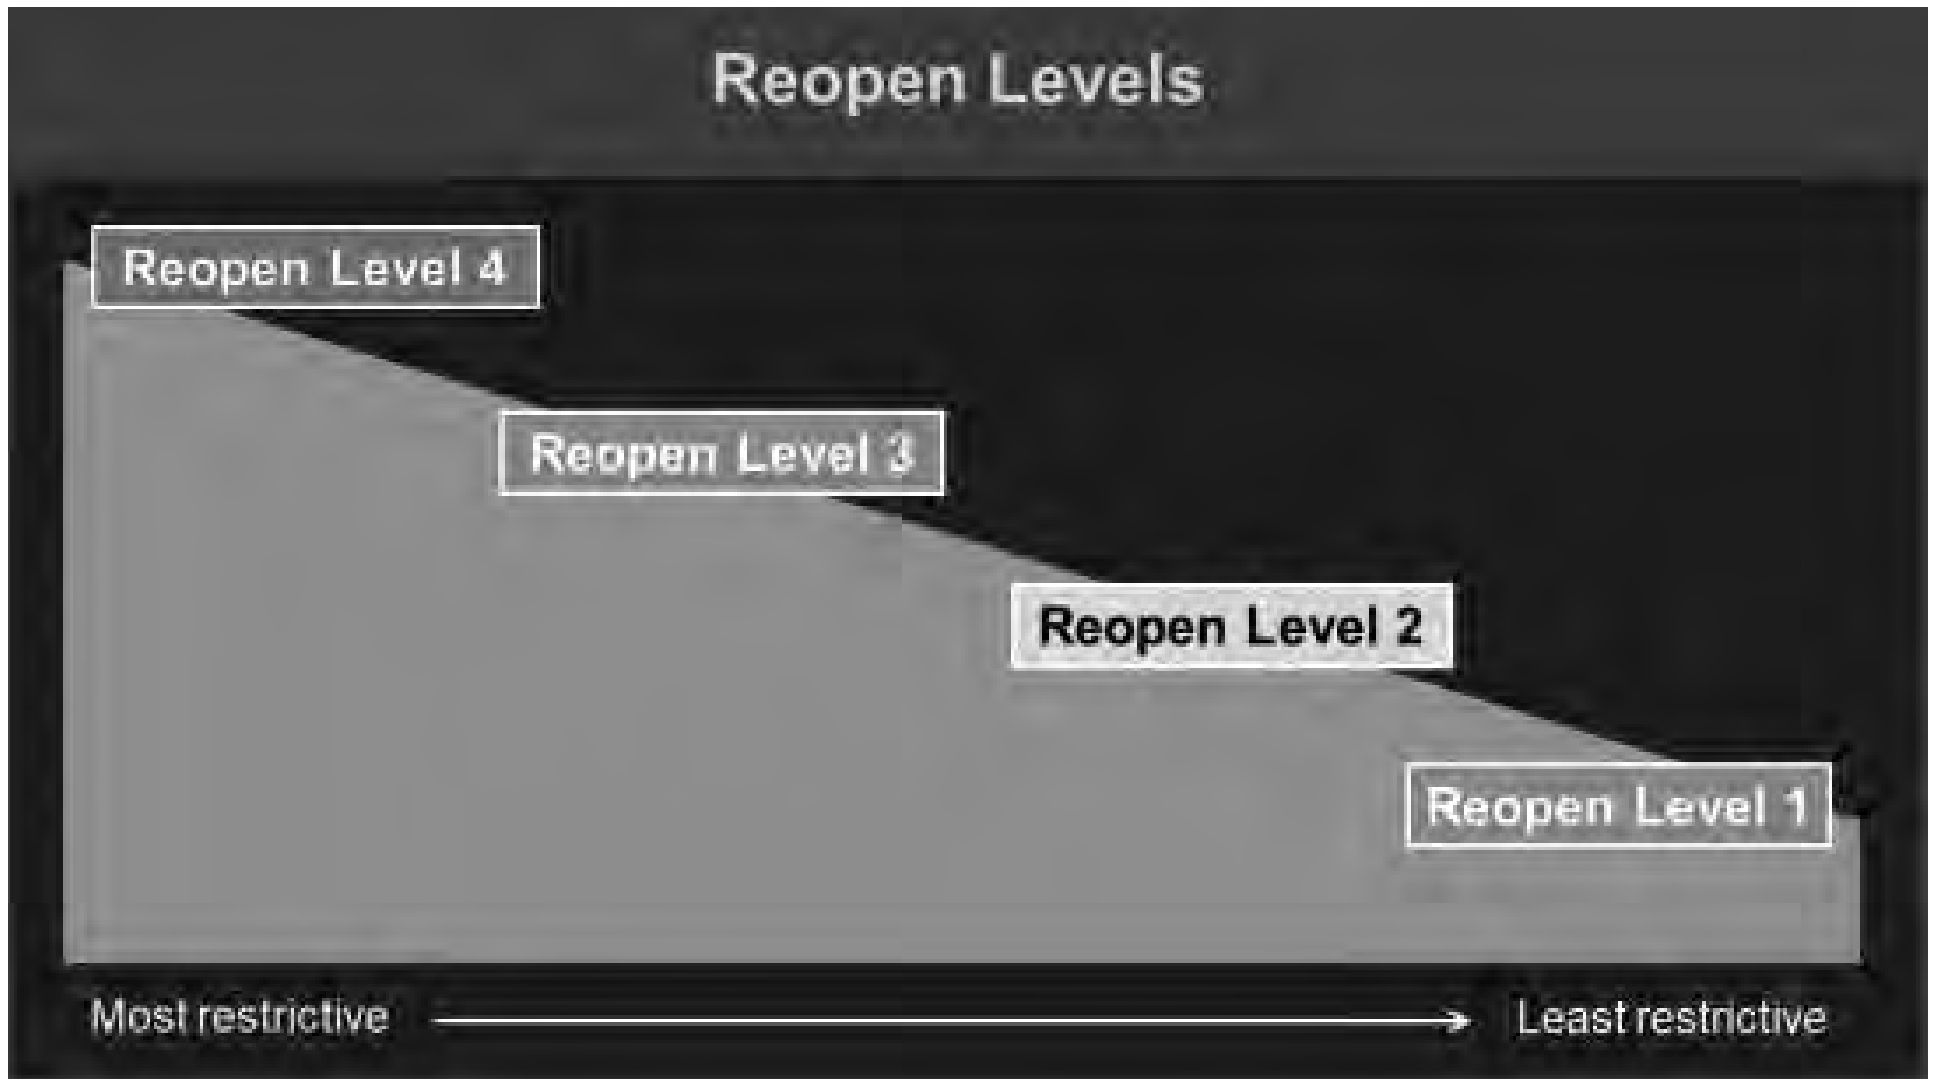 Reopen Levels
Reopen Level 4
Reopen Level 3
Reopen Level 2
Reopen Level 1
Most restrictive
Least restrictive